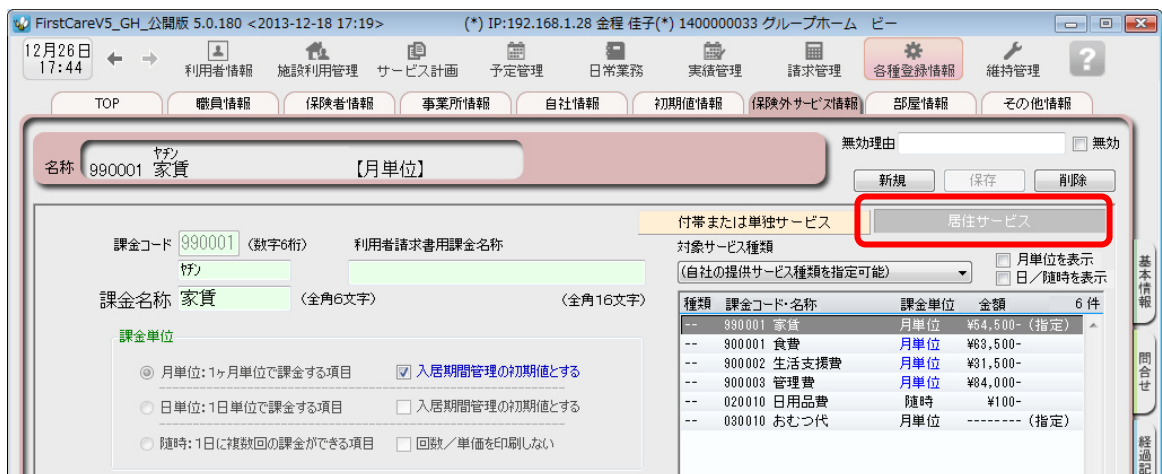 FirstCareV5_GH_公開版 5.0.180 <2013-12-18 17:19> (*) IP:192.168.1.28 金程 佳子(*) 1400000033 グループホーム ビー
12月26日
17:44
利用者情報 施設利用管理 サービス計画 予定管理 日常業務 実績管理 請求管理 各種登録情報 維持管理 ?
TOP 職員情報 保険者情報 事業所情報 自社情報 初期値情報 保険外サービス情報 部屋情報 その他情報
無効理由 無効
ヤチン
名称 990001 家賃 【月単位】
新規 保存 削除
付帯または単独サービス 居住サービス
課金コード 990001 (数字6桁) 利用者請求書用課金名称
対象サービス種類
ヤチン
(自社の提供サービス種類を指定可能)
月単位を表示
日/随時を表示
課金名称 家賃 (全角6文字) (全角16文字)
種類 課金コード・名称 課金単位 金額 6 件
-- 990001 家賃 月単位 ¥54,500- (指定)
-- 900001 食費 月単位 ¥63,500-
-- 900002 生活支援費 月単位 ¥31,500-
-- 900003 管理費 月単位 ¥84,000-
-- 020010 日用品費 随時 ¥100-
-- 030010 おむつ代 月単位 -------- (指定)
課金単位
月単位:1ヶ月単位で課金する項目 入居期間管理の初期値とする
日単位:1日単位で課金する項目 入居期間管理の初期値とする
随時:1日に複数回の課金ができる項目 回数/単価を印刷しない
基本情報
問合せ
経過記